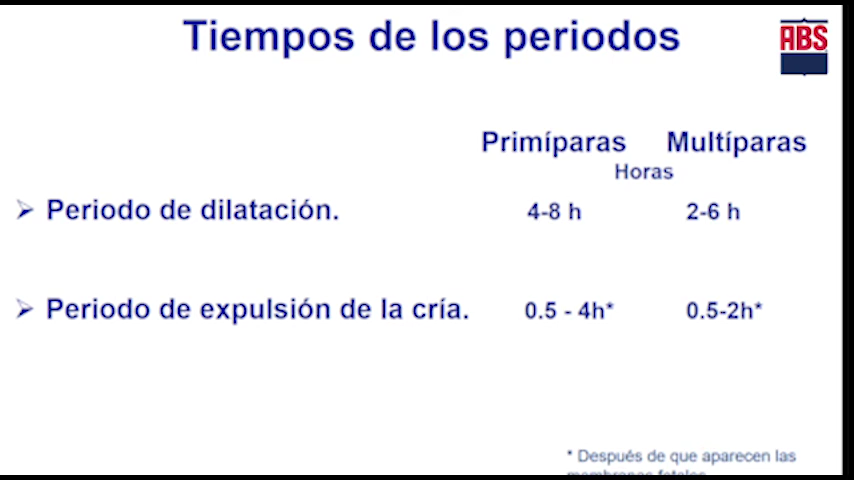 Tiempos de los periodos
ABS
Primíparas Multíparas
Horas
Periodo de dilatación. 4-8 h 2-6 h
Periodo de expulsión de la cría. 0.5 - 4h* 0.5-2h*
* Después de que aparecen las
membranas fetales